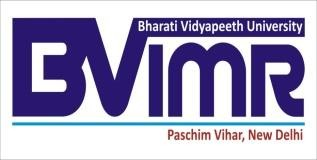 Bharati Vidyapeeth University
BVIMR
Paschim Vihar, New Delhi